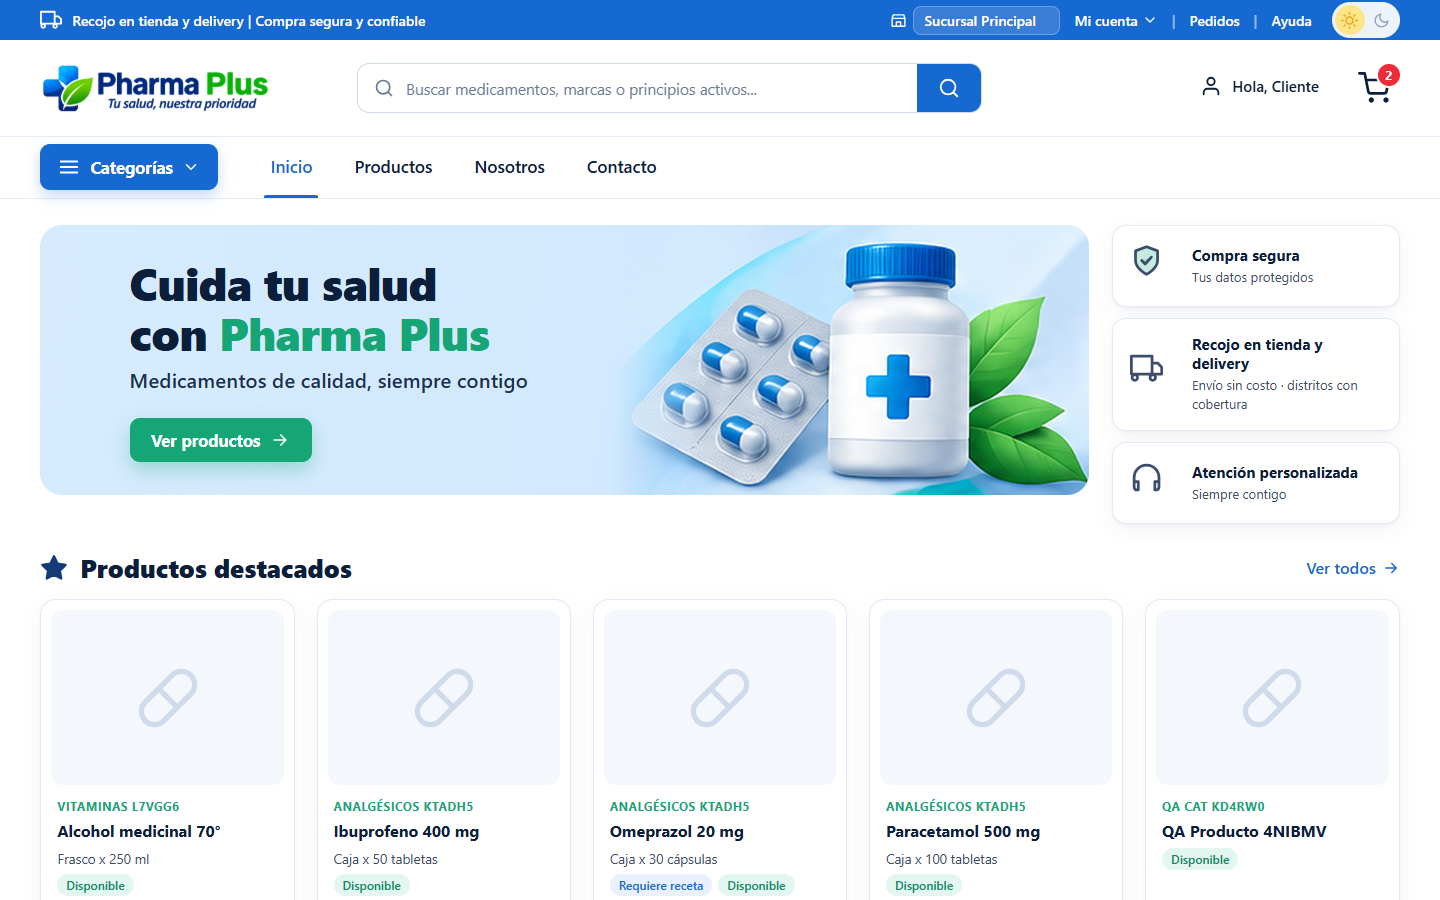 Recojo en tienda y delivery | Compra segura y confiable
Sucursal Principal
Mi cuenta | Pedidos | Ayuda
Pharma Plus
Tu salud, nuestra prioridad
Buscar medicamentos, marcas o principios activos...
Hola, Cliente
2
Categorías
Inicio
Productos
Nosotros
Contacto
Cuida tu salud
con Pharma Plus
Medicamentos de calidad, siempre contigo
Ver productos
Compra segura
Tus datos protegidos
Recojo en tienda y
delivery
Envío sin costo · distritos con
cobertura
Atención personalizada
Siempre contigo
Productos destacados
Ver todos
VITAMINAS L7VGG6
Alcohol medicinal 70°
Frasco x 250 ml
Disponible
ANALGÉSICOS KTADH5
Ibuprofeno 400 mg
Caja x 50 tabletas
Disponible
ANALGÉSICOS KTADH5
Omeprazol 20 mg
Caja x 30 cápsulas
Requiere receta
Disponible
ANALGÉSICOS KTADH5
Paracetamol 500 mg
Caja x 100 tabletas
Disponible
QA CAT KD4RW0
QA Producto 4NIBMV
Disponible